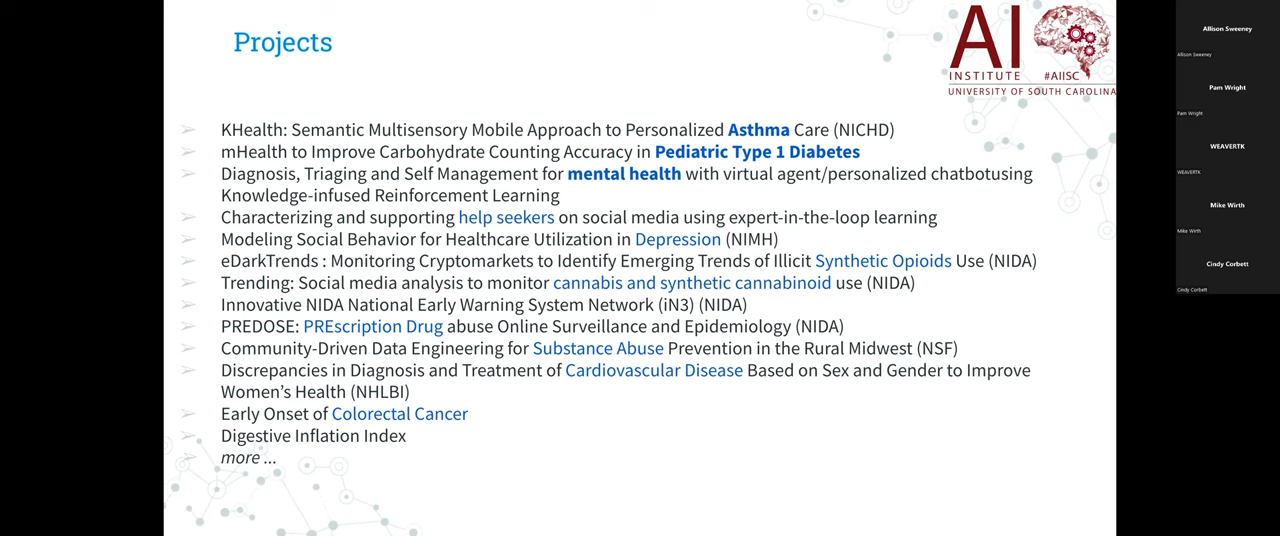 Projects
AI
INSTITUTE #AIISC
UNIVERSITY OF SOUTH CAROLINA
KHealth: Semantic Multisensory Mobile Approach to Personalized Asthma Care (NICHD)
mHealth to Improve Carbohydrate Counting Accuracy in Pediatric Type 1 Diabetes
Diagnosis, Triaging and Self Management for mental health with virtual agent/personalized chatbotusing
Knowledge-infused Reinforcement Learning
Characterizing and supporting help seekers on social media using expert-in-the-loop learning
Modeling Social Behavior for Healthcare Utilization in Depression (NIMH)
eDarkTrends : Monitoring Cryptomarkets to Identify Emerging Trends of Illicit Synthetic Opioids Use (NIDA)
Trending: Social media analysis to monitor cannabis and synthetic cannabinoid use (NIDA)
Innovative NIDA National Early Warning System Network (iN3) (NIDA)
PREDOSE: PREscription Drug abuse Online Surveillance and Epidemiology (NIDA)
Community-Driven Data Engineering for Substance Abuse Prevention in the Rural Midwest (NSF)
Discrepancies in Diagnosis and Treatment of Cardiovascular Disease Based on Sex and Gender to Improve
Women's Health (NHLBI)
Early Onset of Colorectal Cancer
Digestive Inflation Index
more ...
Allison Sweeney
Allison Sweeney
Pam Wright
Pam Wright
WEAVERTK
WEAVERTK
Mike Wirth
Mike Wirth
Cindy Corbett
Cindy Corbett